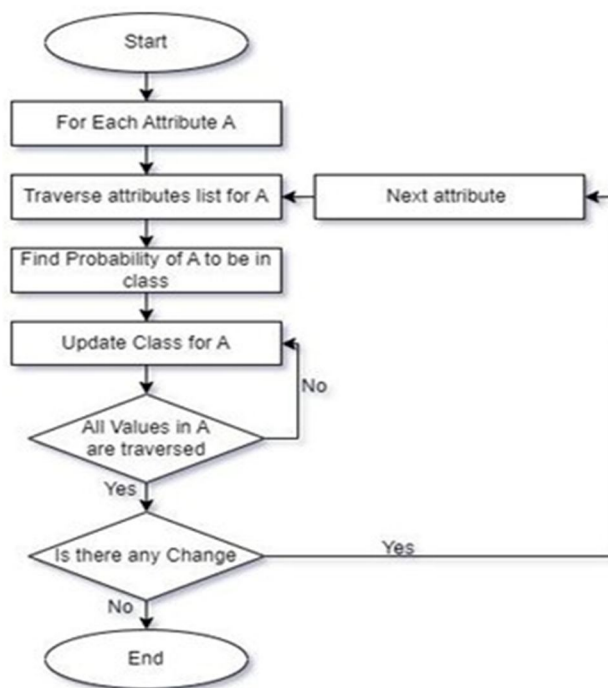 Start
For Each Attribute A
Traverse attributes list for A
Next attribute
Find Probability of A to be in
class
Update Class for A
No
All Values in A
are traversed
Yes
Is there any Change
Yes
No
End